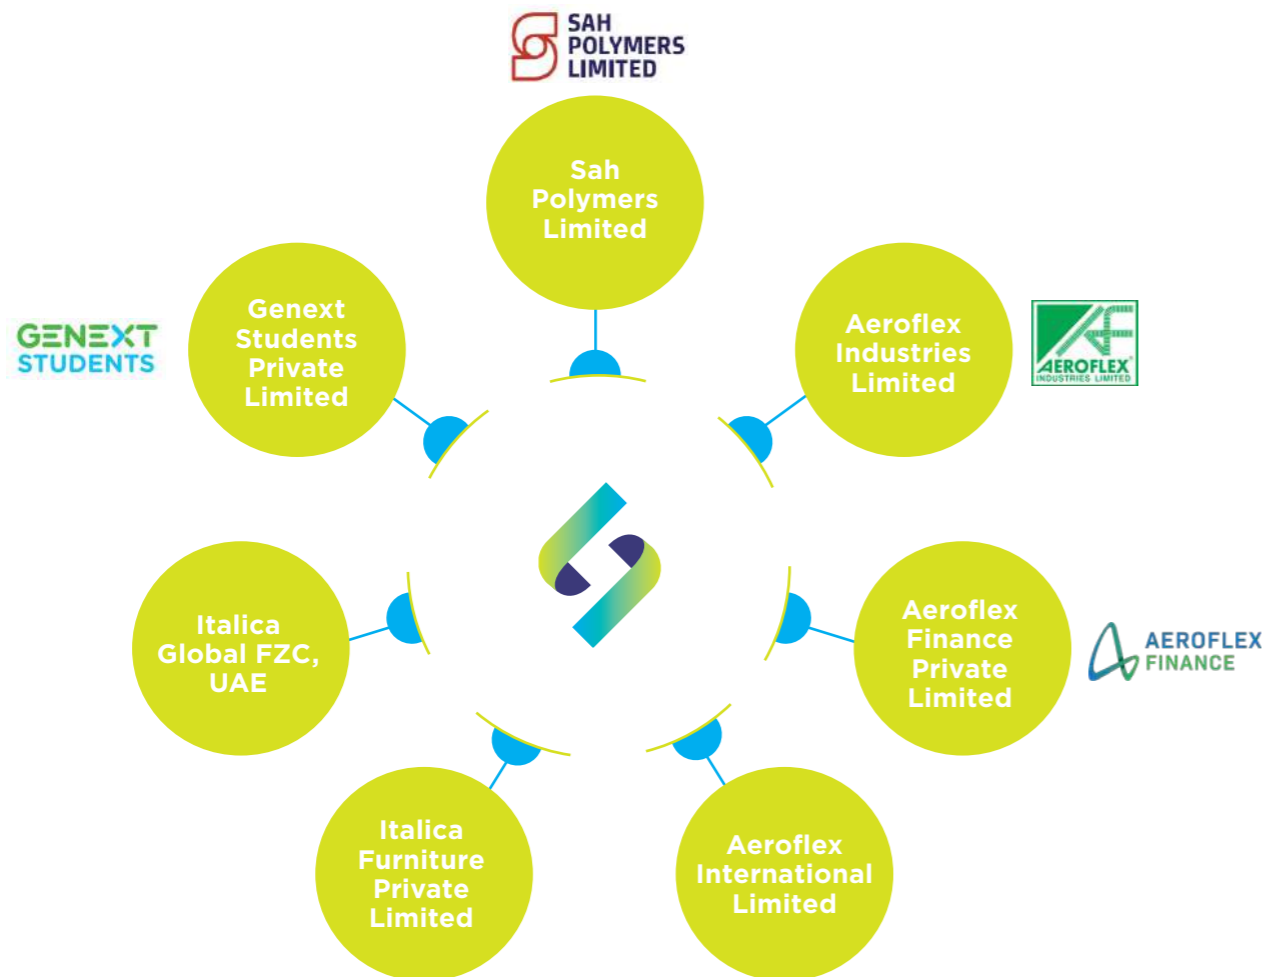 SAH
POLYMERS
LIMITED
Sah
Polymers
Limited
Genext
Students
Private
Limited
GENEXT
STUDENTS
Aeroflex
Industries
Limited
AEROFLEX®
INDUSTRIES LIMITED
Italica
Global FZC,
UAE
Aeroflex
Finance
Private
Limited
AEROFLEX
FINANCE
Italica
Furniture
Private
Limited
Aeroflex
International
Limited